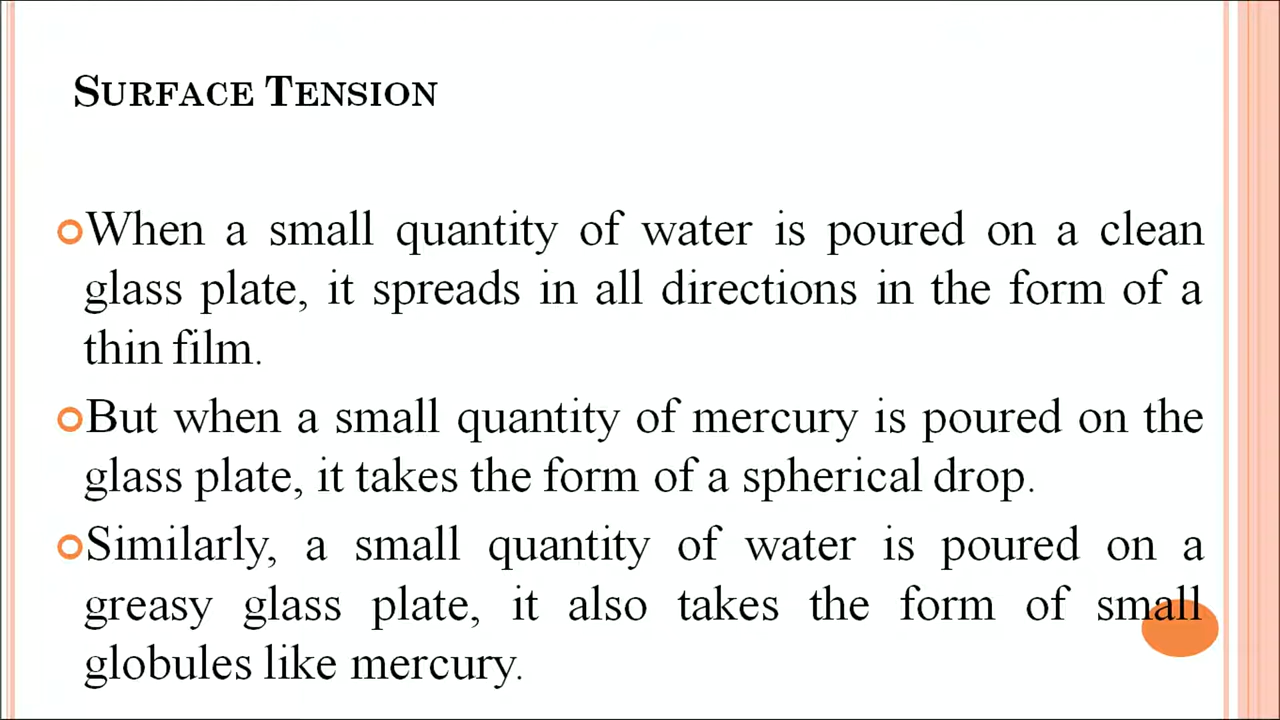 SURFACE TENSION
When a small quantity of water is poured on a clean
glass plate, it spreads in all directions in the form of a
thin film.
But when a small quantity of mercury is poured on the
glass plate, it takes the form of a spherical drop.
Similarly, a small quantity of water is poured on a
greasy glass plate, it also takes the form of small
globules like mercury.